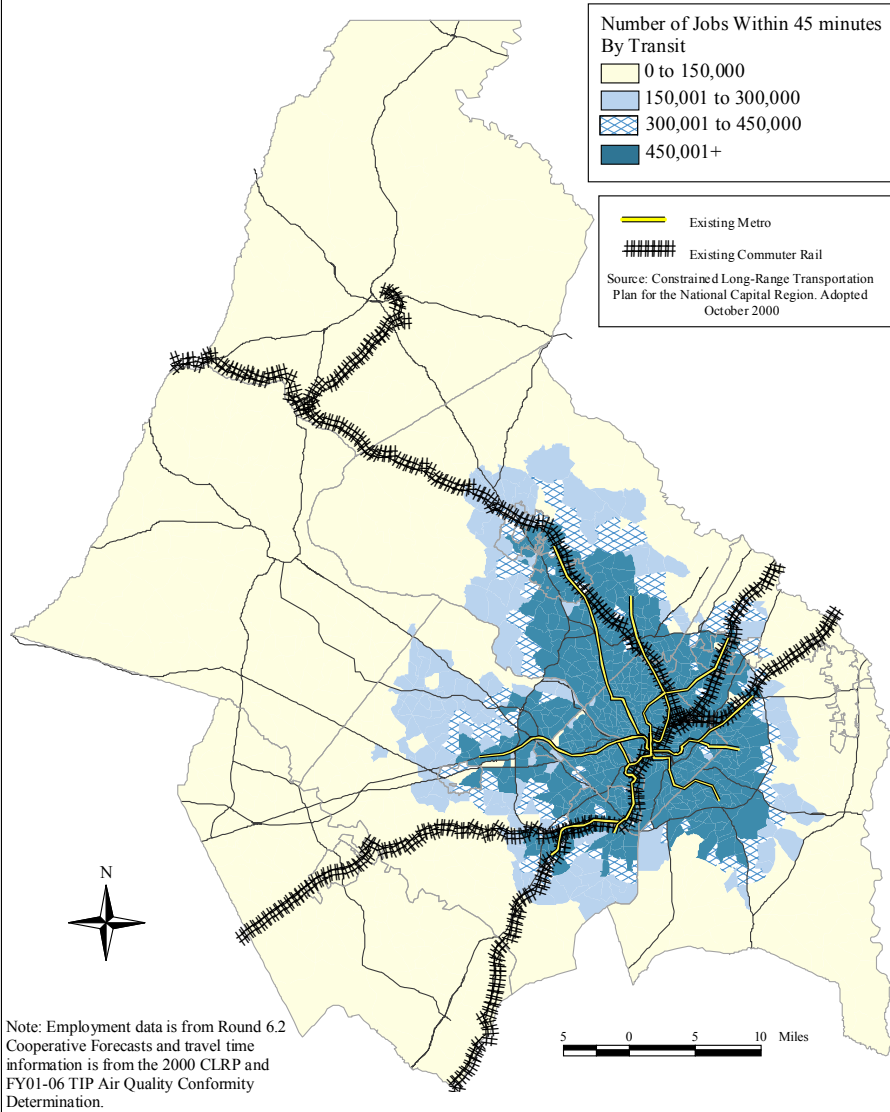 Number of Jobs Within 45 minutes
By Transit
0 to 150,000
150,001 to 300,000
300,001 to 450,000
450,001+
Existing Metro
Existing Commuter Rail
Source: Constrained Long-Range Transportation
Plan for the National Capital Region. Adopted
October 2000
N
5 0 5 10 Miles
Note: Employment data is from Round 6.2
Cooperative Forecasts and travel time
information is from the 2000 CLRP and
FY01-06 TIP Air Quality Conformity
Determination.